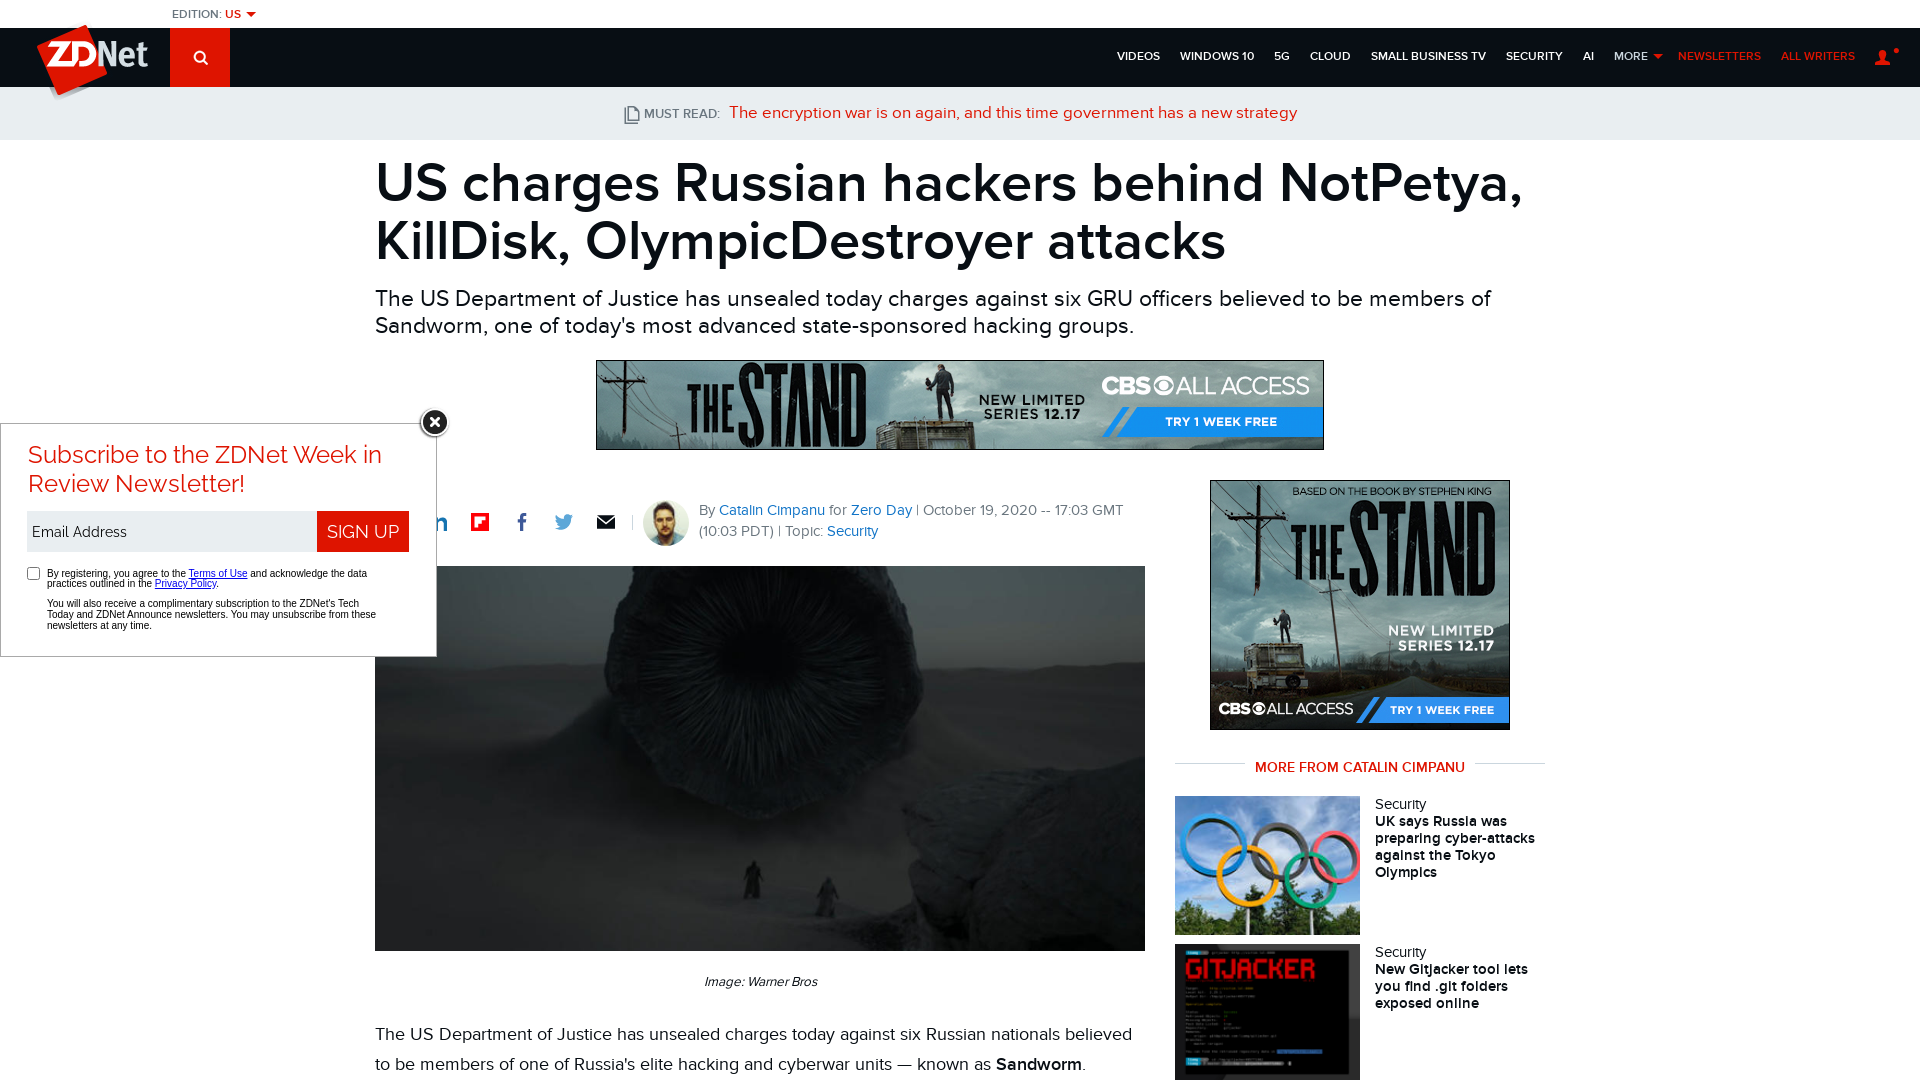 EDITION: US
ZDNet
VIDEOS WINDOWS 10 5G CLOUD SMALL BUSINESS TV SECURITY AI MORE NEWSLETTERS ALL WRITERS
MUST READ: The encryption war is on again, and this time government has a new strategy
US charges Russian hackers behind NotPetya,
KillDisk, OlympicDestroyer attacks
The US Department of Justice has unsealed today charges against six GRU officers believed to be members of
Sandworm, one of today's most advanced state-sponsored hacking groups.
THE STAND
NEW LIMITED
SERIES 12.17
CBS ALL ACCESS
TRY 1 WEEK FREE
Subscribe to the ZDNet Week in
Review Newsletter!
Email Address
SIGN UP
By registering, you agree to the Terms of Use and acknowledge the data
practices outlined in the Privacy Policy.
You will also receive a complimentary subscription to the ZDNet's Tech
Today and ZDNet Announce newsletters. You may unsubscribe from these
newsletters at any time.
By Catalin Cimpanu for Zero Day | October 19, 2020 -- 17:03 GMT
(10:03 PDT) | Topic: Security
Image: Warner Bros
The US Department of Justice has unsealed charges today against six Russian nationals believed
to be members of one of Russia's elite hacking and cyberwar units — known as Sandworm.
BASED ON THE BOOK BY STEPHEN KING
THE STAND
NEW LIMITED
SERIES 12.17
CBS ALL ACCESS
TRY 1 WEEK FREE
MORE FROM CATALIN CIMPANU
Security
UK says Russia was
preparing cyber-attacks
against the Tokyo
Olympics
GITJACKER
Security
New Gitjacker tool lets
you find .git folders
exposed online